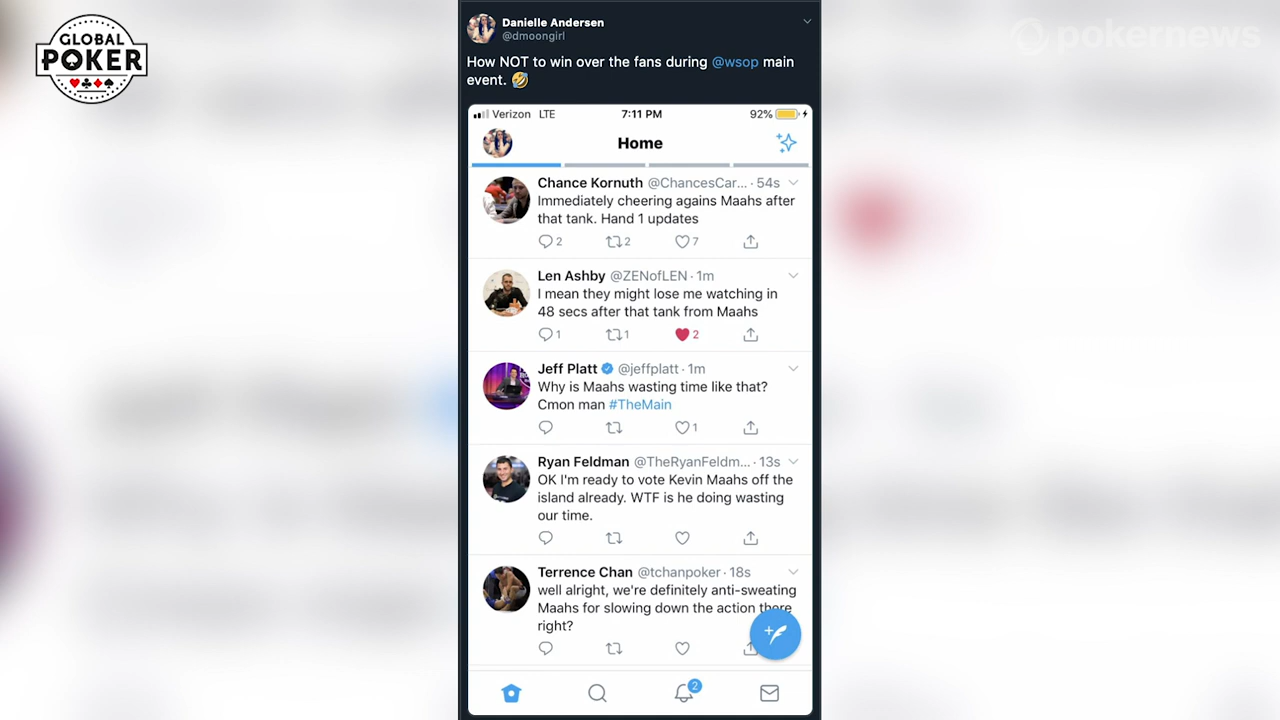 GLOBAL
POKER
pokernews
Danielle Andersen
@dmoongirl
How NOT to win over the fans during @wsop main
event. 🤣
Verizon LTE 7:11 PM 92%
Home
Chance Kornuth @ChancesCar... · 54s
Immediately cheering agains Maahs after
that tank. Hand 1 updates
2 2 7
Len Ashby @ZENofLEN · 1m
I mean they might lose me watching in
48 secs after that tank from Maahs
1 1 2
Jeff Platt @jeffplatt · 1m
Why is Maahs wasting time like that?
Cmon man #TheMain
1
Ryan Feldman @TheRyanFeldm... · 13s
OK I'm ready to vote Kevin Maahs off the
island already. WTF is he doing wasting
our time.
Terrence Chan @tchanpoker · 18s
well alright, we're definitely anti-sweating
Maahs for slowing down the action there
right?
2